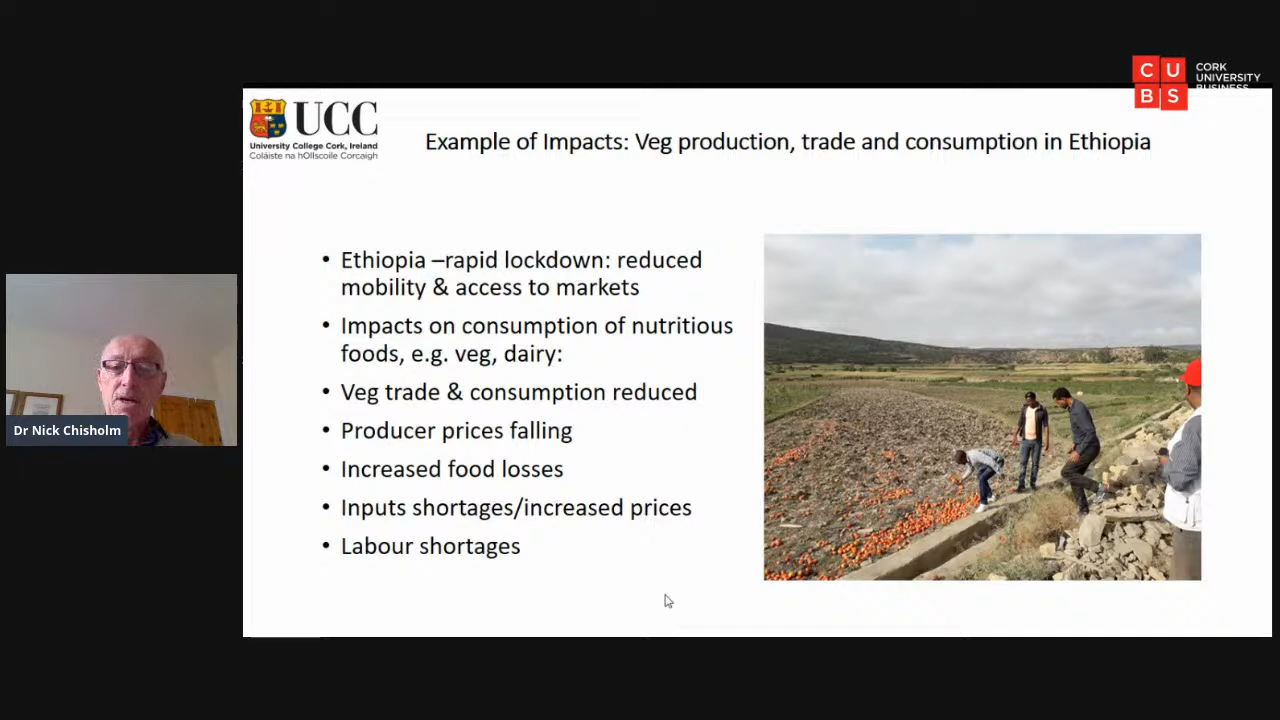 C U
B S
CORK
UNIVERSITY
BUSINESS
UCC
University College Cork, Ireland
Coláiste na hOllscoile Corcaigh
Example of Impacts: Veg production, trade and consumption in Ethiopia
• Ethiopia –rapid lockdown: reduced
mobility & access to markets
• Impacts on consumption of nutritious
foods, e.g. veg, dairy:
• Veg trade & consumption reduced
• Producer prices falling
• Increased food losses
• Inputs shortages/increased prices
• Labour shortages
Dr Nick Chisholm